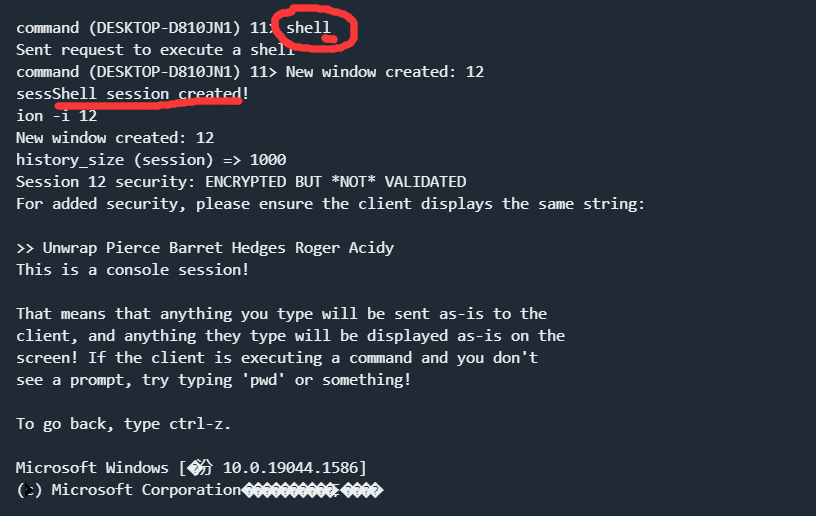 command (DESKTOP-D810JN1) 11> shell
Sent request to execute a shell
command (DESKTOP-D810JN1) 11> New window created: 12
sessShell session created!
ion -i 12
New window created: 12
history_size (session) => 1000
Session 12 security: ENCRYPTED BUT *NOT* VALIDATED
For added security, please ensure the client displays the same string:
>> Unwrap Pierce Barret Hedges Roger Acidy
This is a console session!
That means that anything you type will be sent as-is to the
client, and anything they type will be displayed as-is on the
screen! If the client is executing a command and you don't
see a prompt, try typing 'pwd' or something!
To go back, type ctrl-z.
Microsoft Windows [ 10.0.19044.1586]
Microsoft Corporation